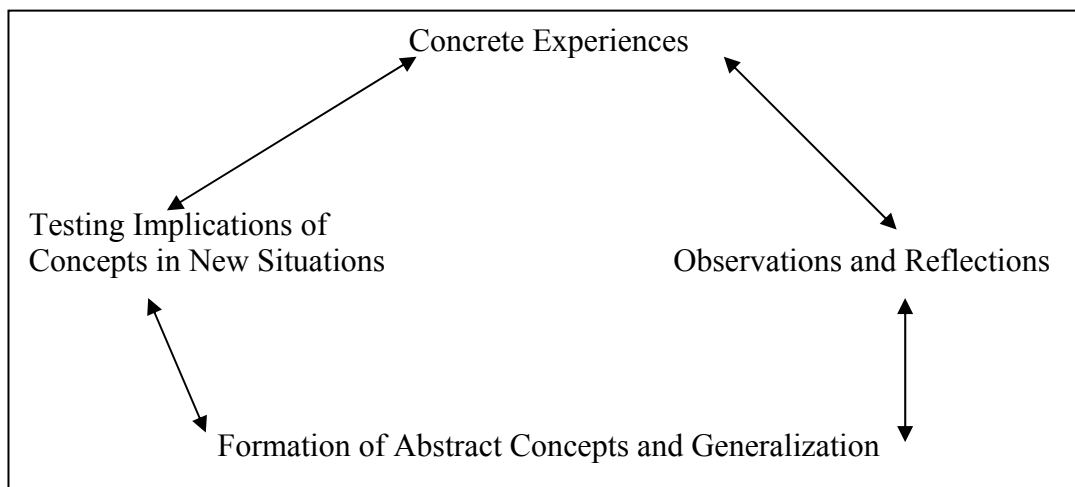 Concrete Experiences
Testing Implications of
Concepts in New Situations
Observations and Reflections
Formation of Abstract Concepts and Generalization